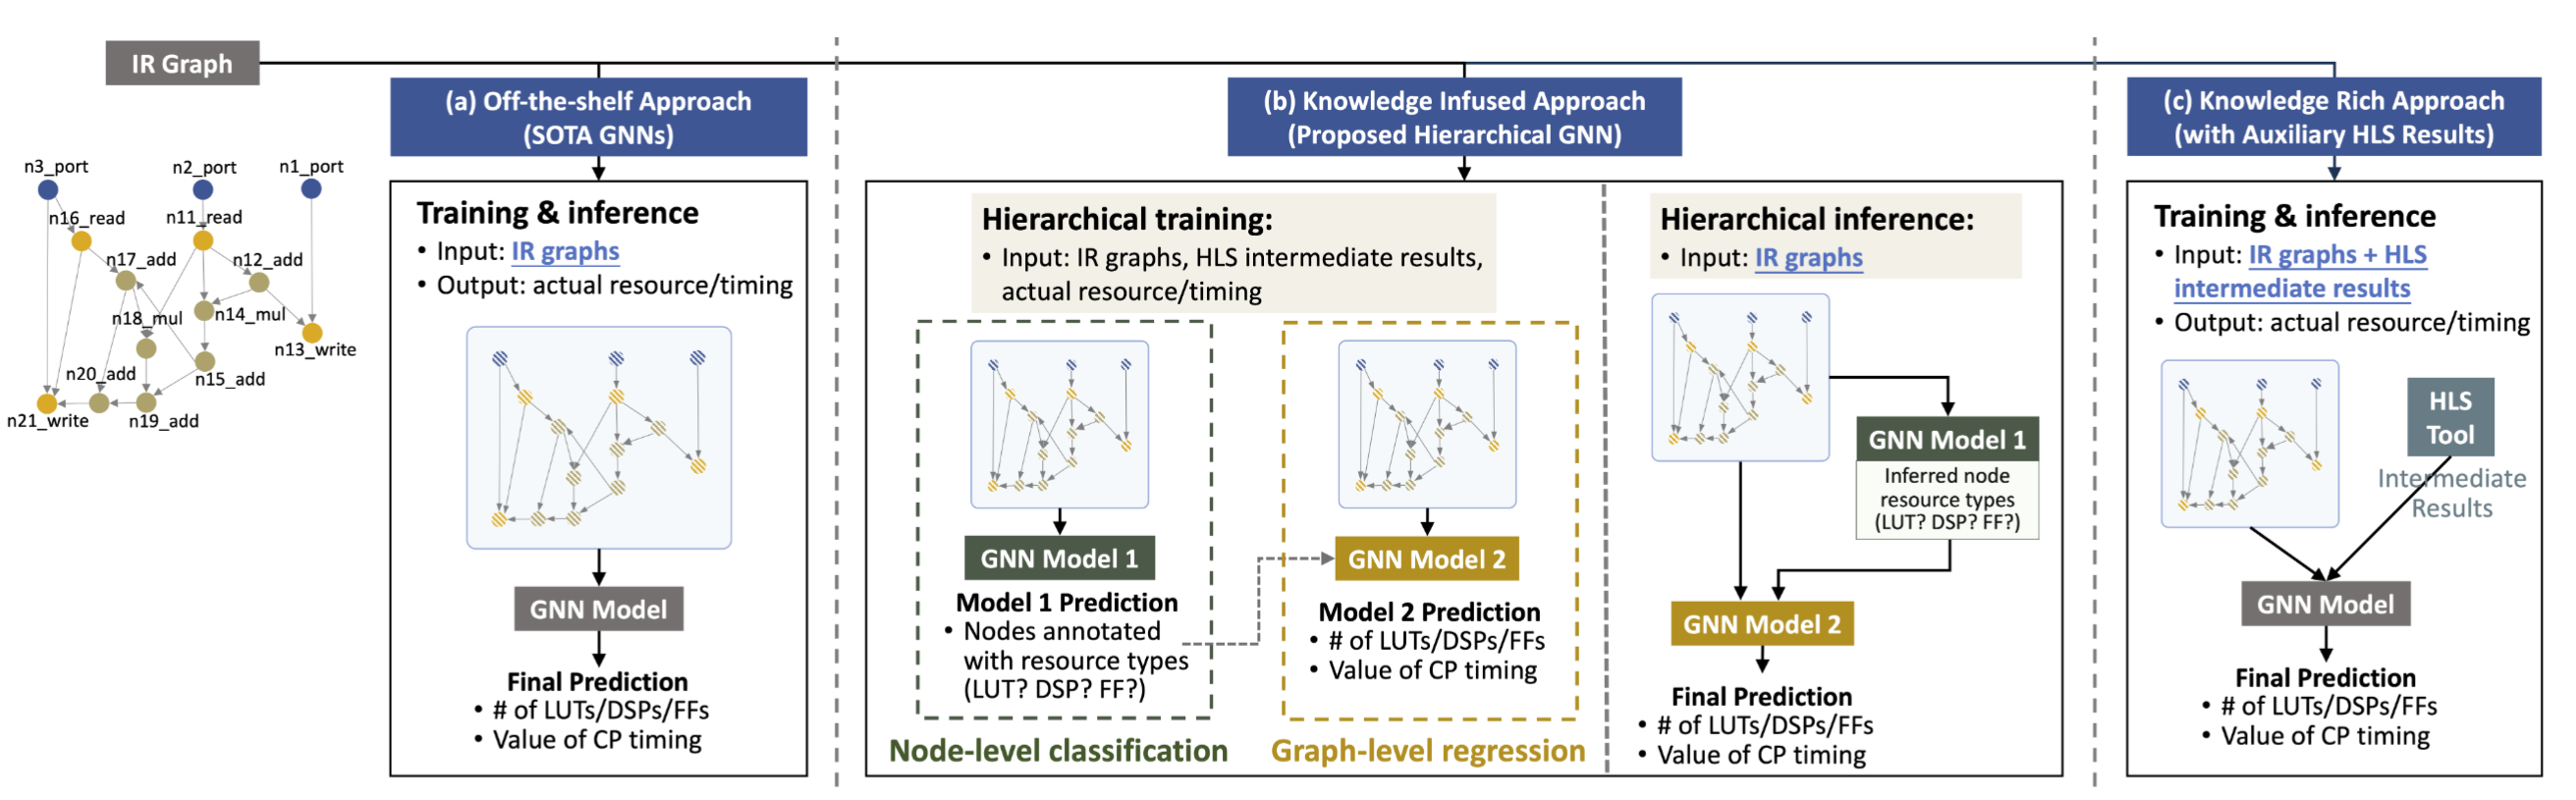 IR Graph
n3_port
n2_port
n1_port
n16_read
n11_read
n17_add
n12_add
n18_mul
n14_mul
n13_write
n20_add
n15_add
n21_write
n19_add
(a) Off-the-shelf Approach
(SOTA GNNs)
Training & inference
• Input: IR graphs
• Output: actual resource/timing
GNN Model
Final Prediction
• # of LUTs/DSPs/FFs
• Value of CP timing
(b) Knowledge Infused Approach
(Proposed Hierarchical GNN)
Hierarchical training:
• Input: IR graphs, HLS intermediate results,
actual resource/timing
GNN Model 1
Model 1 Prediction
• Nodes annotated
with resource types
(LUT? DSP? FF?)
Node-level classification
GNN Model 2
Model 2 Prediction
• # of LUTs/DSPs/FFs
• Value of CP timing
Graph-level regression
Hierarchical inference:
• Input: IR graphs
GNN Model 1
Inferred node
resource types
(LUT? DSP? FF?)
GNN Model 2
Final Prediction
• # of LUTs/DSPs/FFs
• Value of CP timing
(c) Knowledge Rich Approach
(with Auxiliary HLS Results)
Training & inference
• Input: IR graphs + HLS
intermediate results
• Output: actual resource/timing
HLS
Tool
Intermediate
Results
GNN Model
Final Prediction
• # of LUTs/DSPs/FFs
• Value of CP timing